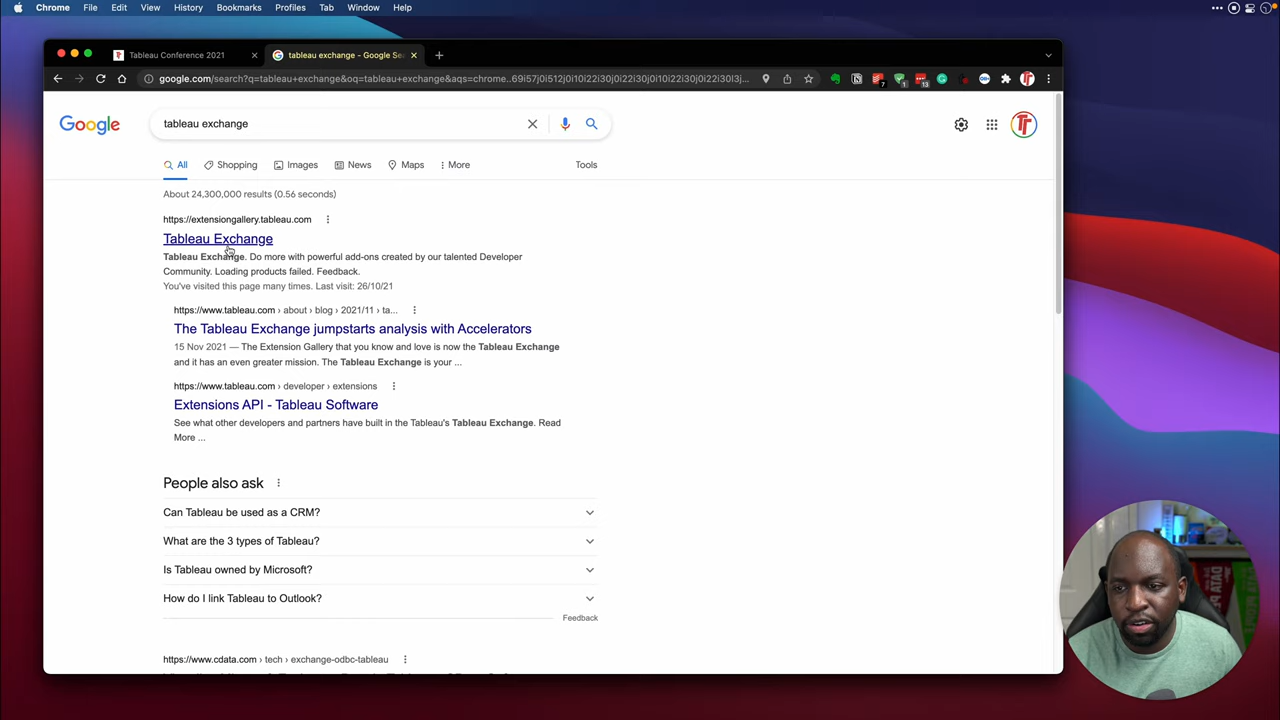 Chrome File Edit View History Bookmarks Profiles Tab Window Help
Tableau Conference 2021
tableau exchange - Google Sea
google.com/search?q=tableau+exchange&oq=tableau+exchange&aqs=chrome..69i57j0i512j0i10i22i30j0i22i30j0i10i22i30j0i22i30l3j...
7
1
13
Google
tableau exchange
All Shopping Images News Maps More Tools
About 24,300,000 results (0.56 seconds)
https://extensiongallery.tableau.com
Tableau Exchange
Tableau Exchange. Do more with powerful add-ons created by our talented Developer
Community. Loading products failed. Feedback.
You've visited this page many times. Last visit: 26/10/21
https://www.tableau.com › about › blog › 2021/11 › ta...
The Tableau Exchange jumpstarts analysis with Accelerators
15 Nov 2021 — The Extension Gallery that you know and love is now the Tableau Exchange
and it has an even greater mission. The Tableau Exchange is your ...
https://www.tableau.com › developer › extensions
Extensions API - Tableau Software
See what other developers and partners have built in the Tableau's Tableau Exchange. Read
More ...
People also ask
Can Tableau be used as a CRM?
What are the 3 types of Tableau?
Is Tableau owned by Microsoft?
How do I link Tableau to Outlook?
Feedback
https://www.cdata.com › tech › exchange-odbc-tableau